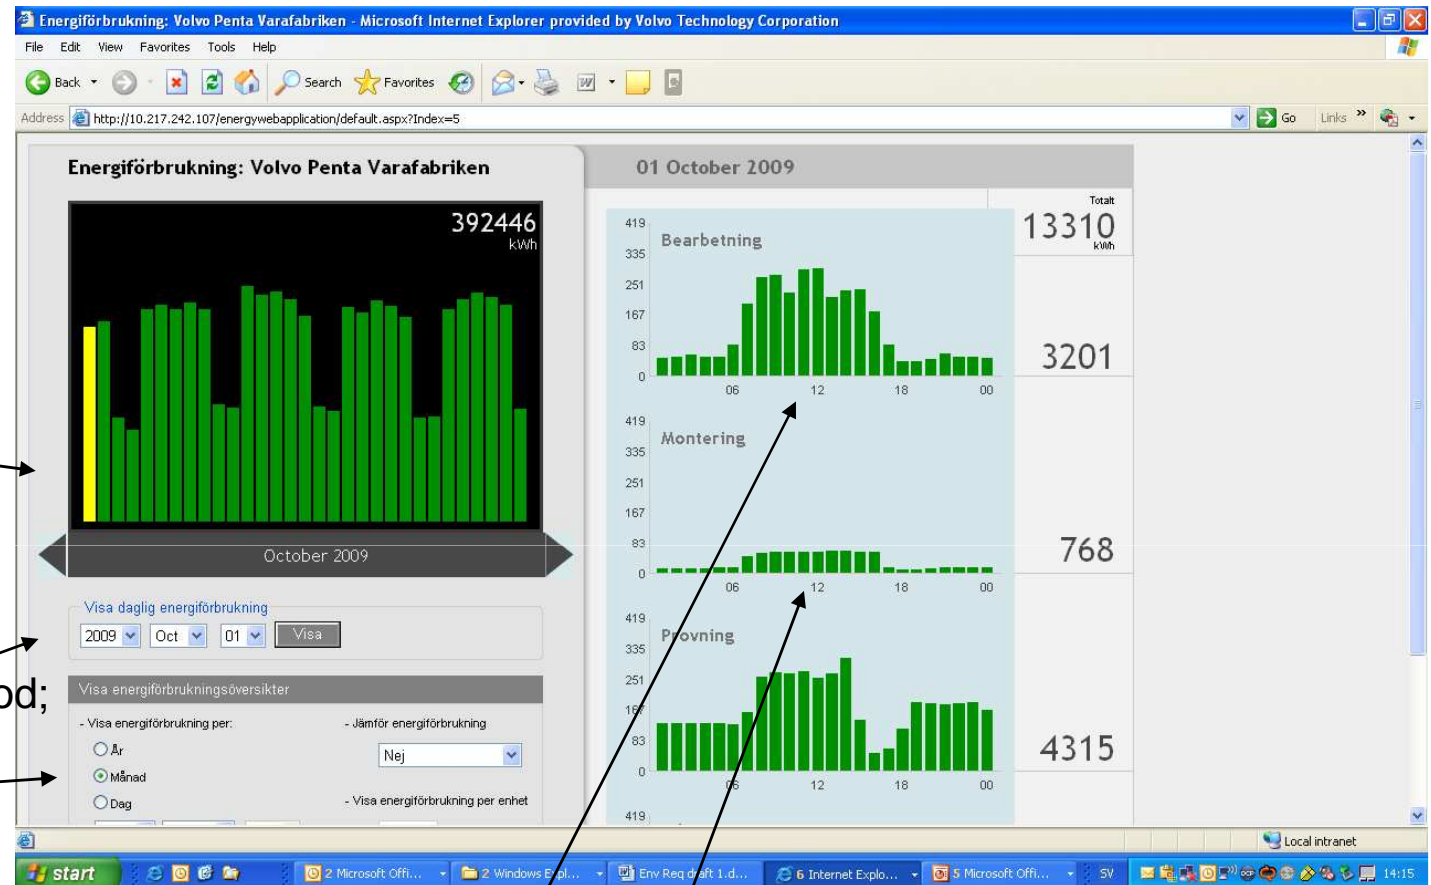 Energiförbrukning: Volvo Penta Varafabriken - Microsoft Internet Explorer provided by Volvo Technology Corporation
File Edit View Favorites Tools Help
Back Search Favorites
Address http://10.217.242.107/energywebapplication/default.aspx?Index=5 Go Links »
Energiförbrukning: Volvo Penta Varafabriken
392446
kWh
October 2009
Visa daglig energiförbrukning
2009 Oct 01 Visa
od;
Visa energiförbrukningsöversikter
- Visa energiförbrukning per: - Jämför energiförbrukning
År
Nej
Månad
Dag - Visa energiförbrukning per enhet
01 October 2009
Totalt
13310
kWh
419
Bearbetning
335
251
167
83
0
06 12 18 00
3201
419
Montering
335
251
167
83
0
06 12 18 00
768
419
Provning
335
251
167
83
0
06 12 18 00
4315
419
Local intranet
start 2 Microsoft Offi... 2 Windows Expl... Env Req draft 1.d... 6 Internet Explo... 5 Microsoft Offi... SV 14:15